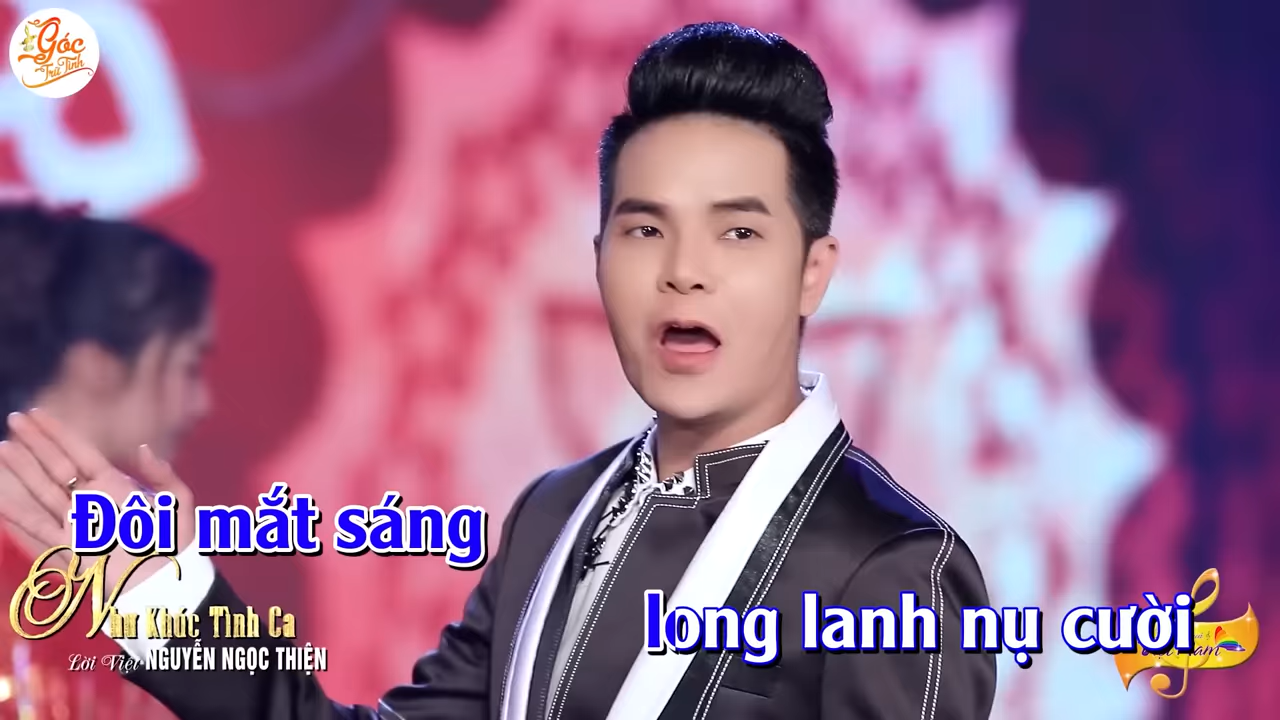 Góc
Trữ Tình
Đôi mắt sáng
long lanh nụ cười
Như Khúc Tình Ca
Lời Việt NGUYỄN NGỌC THIỆN